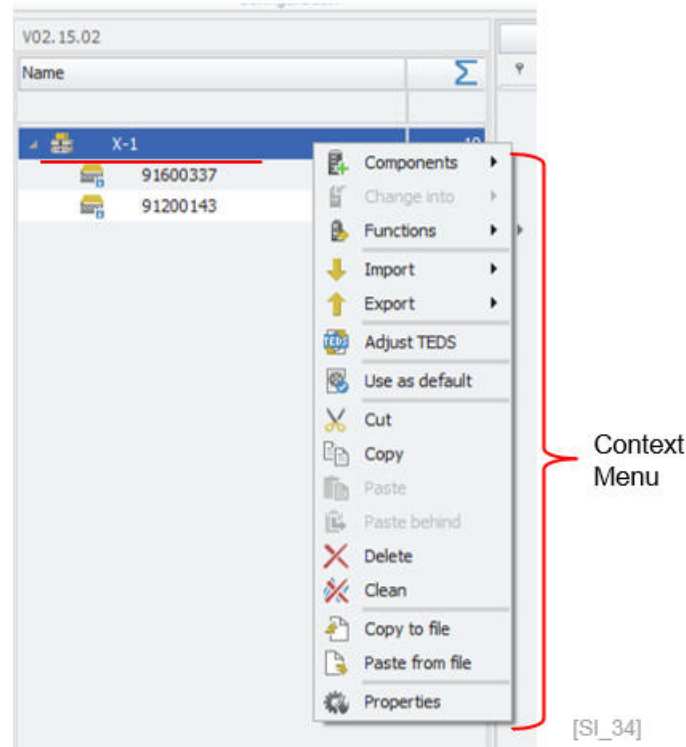 V02.15.02
Name
X-1
91600337
91200143
Components
Change into
Functions
Import
Export
Adjust TEDS
Use as default
Cut
Copy
Paste
Paste behind
Delete
Clean
Copy to file
Paste from file
Properties
Context
Menu
[SI_34]